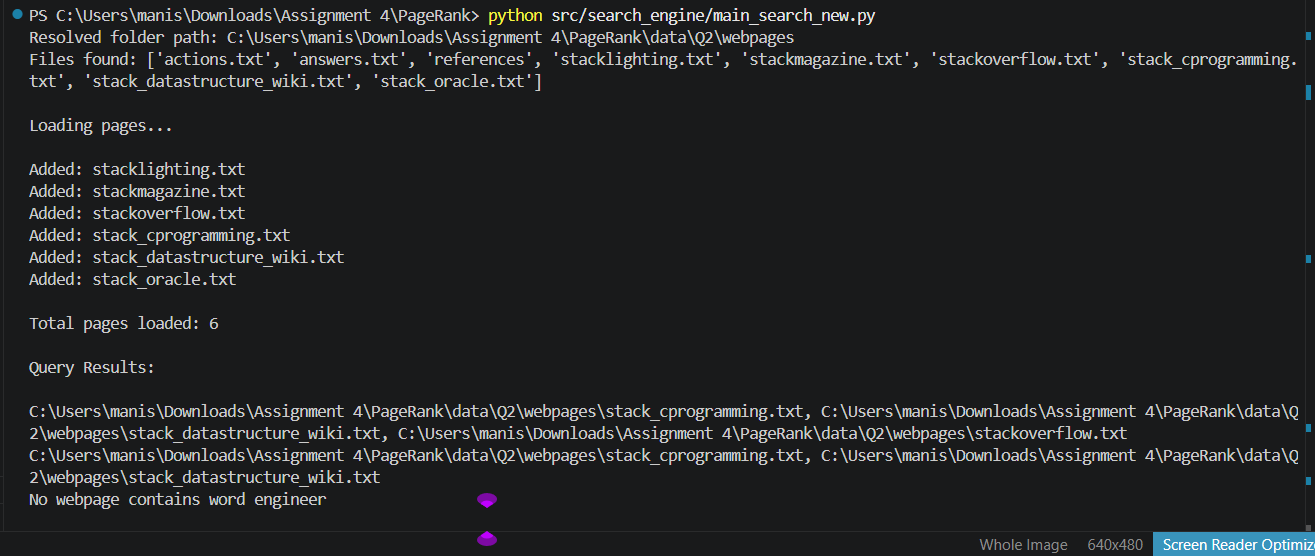 PS C:\Users\manis\Downloads\Assignment 4\PageRank> python src/search_engine/main_search_new.py
Resolved folder path: C:\Users\manis\Downloads\Assignment 4\PageRank\data\Q2\webpages
Files found: ['actions.txt', 'answers.txt', 'references', 'stacklighting.txt', 'stackmagazine.txt', 'stackoverflow.txt', 'stack_cprogramming.
txt', 'stack_datastructure_wiki.txt', 'stack_oracle.txt']
Loading pages...
Added: stacklighting.txt
Added: stackmagazine.txt
Added: stackoverflow.txt
Added: stack_cprogramming.txt
Added: stack_datastructure_wiki.txt
Added: stack_oracle.txt
Total pages loaded: 6
Query Results:
C:\Users\manis\Downloads\Assignment 4\PageRank\data\Q2\webpages\stack_cprogramming.txt, C:\Users\manis\Downloads\Assignment 4\PageRank\data\Q
2\webpages\stack_datastructure_wiki.txt, C:\Users\manis\Downloads\Assignment 4\PageRank\data\Q2\webpages\stackoverflow.txt
C:\Users\manis\Downloads\Assignment 4\PageRank\data\Q2\webpages\stack_cprogramming.txt, C:\Users\manis\Downloads\Assignment 4\PageRank\data\Q
2\webpages\stack_datastructure_wiki.txt
No webpage contains word engineer
Whole Image 640x480 Screen Reader Optimiz